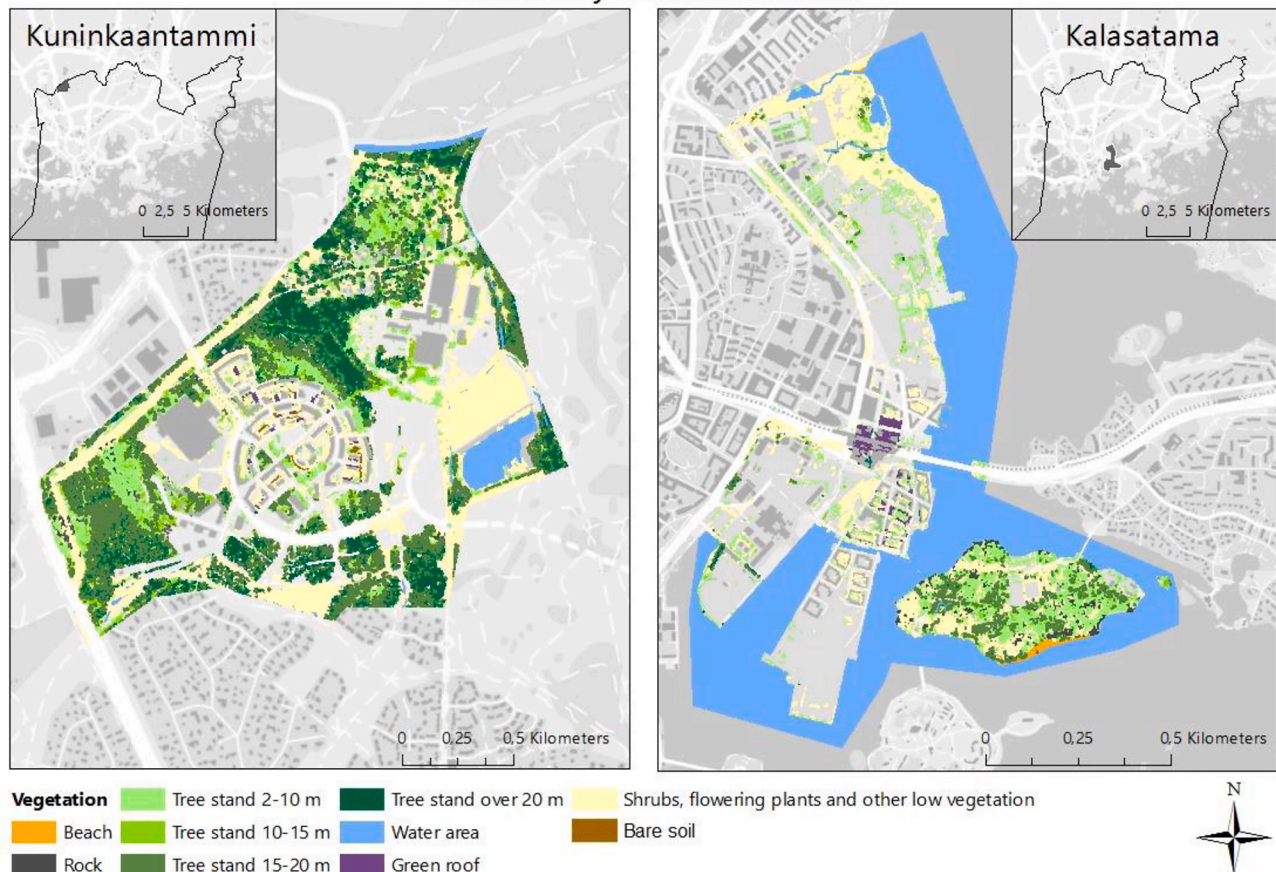 Kuninkaantammi
0 2,5 5 Kilometers
0 0,25 0,5 Kilometers
Kalasatama
0 2,5 5 Kilometers
0 0,25 0,5 Kilometers
Vegetation
Beach
Rock
Tree stand 2-10 m
Tree stand 10-15 m
Tree stand 15-20 m
Tree stand over 20 m
Water area
Green roof
Shrubs, flowering plants and other low vegetation
Bare soil
N